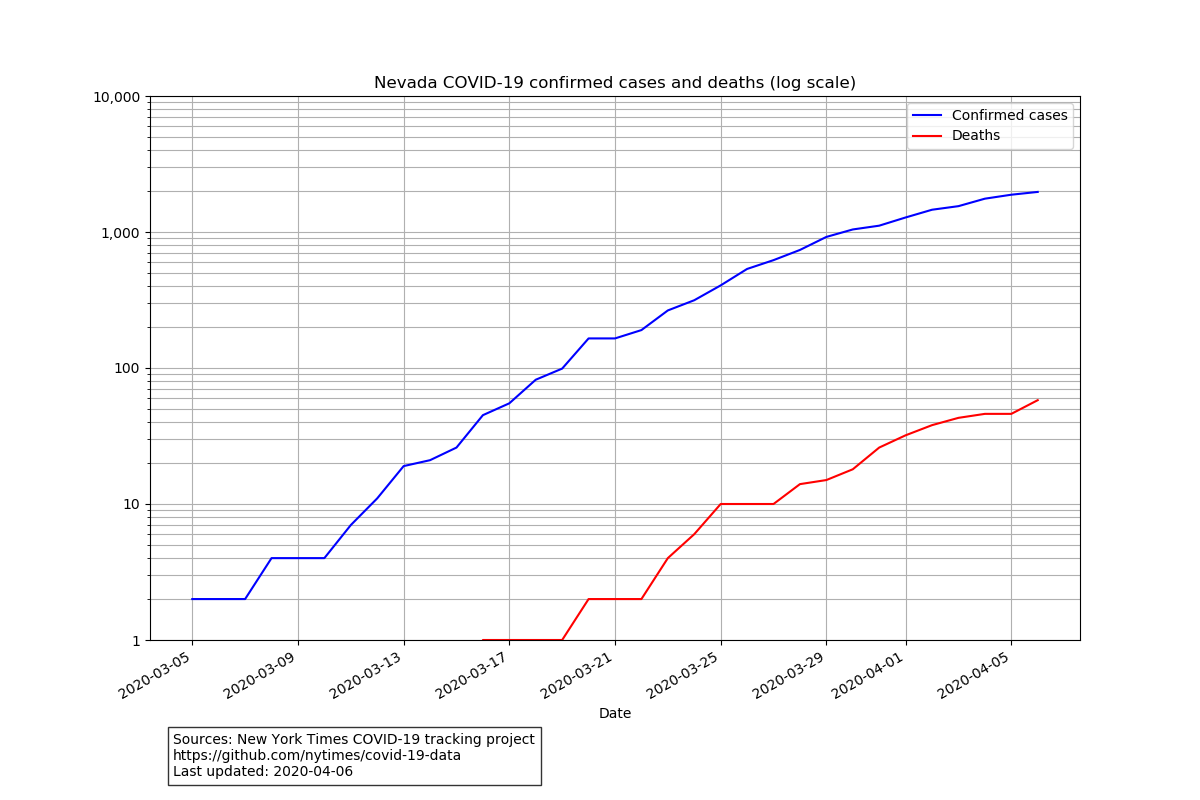 Nevada COVID-19 confirmed cases and deaths (log scale)
10,000
1,000
100
10
1
Confirmed cases
Deaths
2020-03-05
2020-03-09
2020-03-13
2020-03-17
2020-03-21
2020-03-25
2020-03-29
2020-04-01
2020-04-05
Date
Sources: New York Times COVID-19 tracking project
https://github.com/nytimes/covid-19-data
Last updated: 2020-04-06